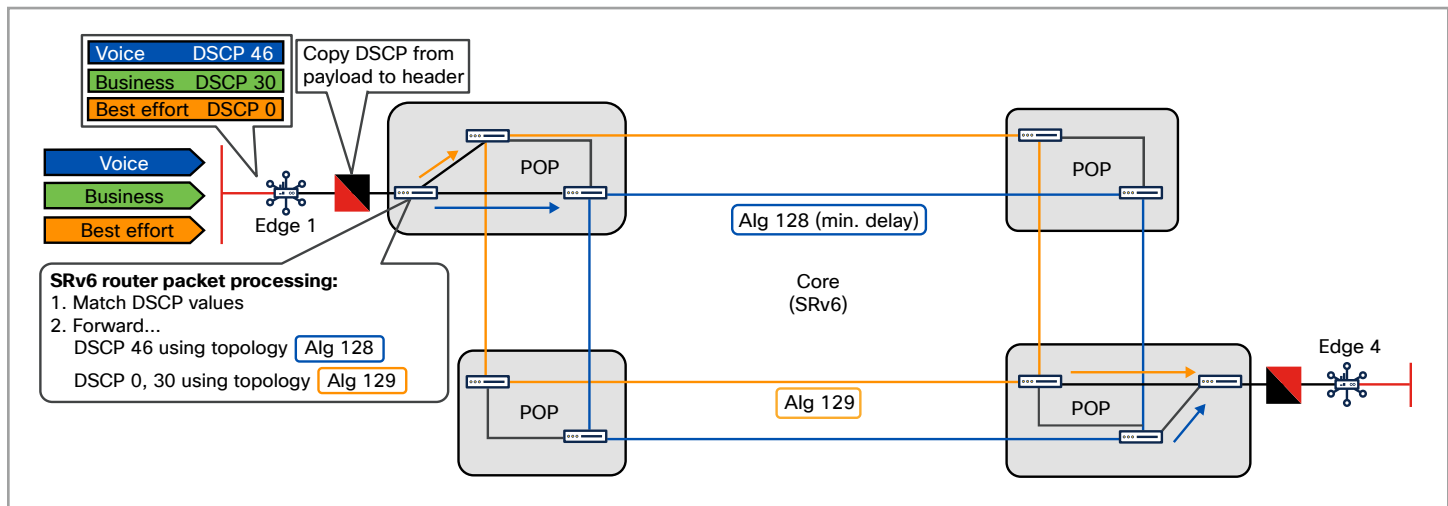 Voice DSCP 46
Business DSCP 30
Best effort DSCP 0
Copy DSCP from
payload to header
Voice
Business
Best effort
Edge 1
POP
POP
Alg 128 (min. delay)
Core
(SRv6)
SRv6 router packet processing:
1. Match DSCP values
2. Forward...
DSCP 46 using topology Alg 128
DSCP 0, 30 using topology Alg 129
Edge 4
Alg 129
POP
POP